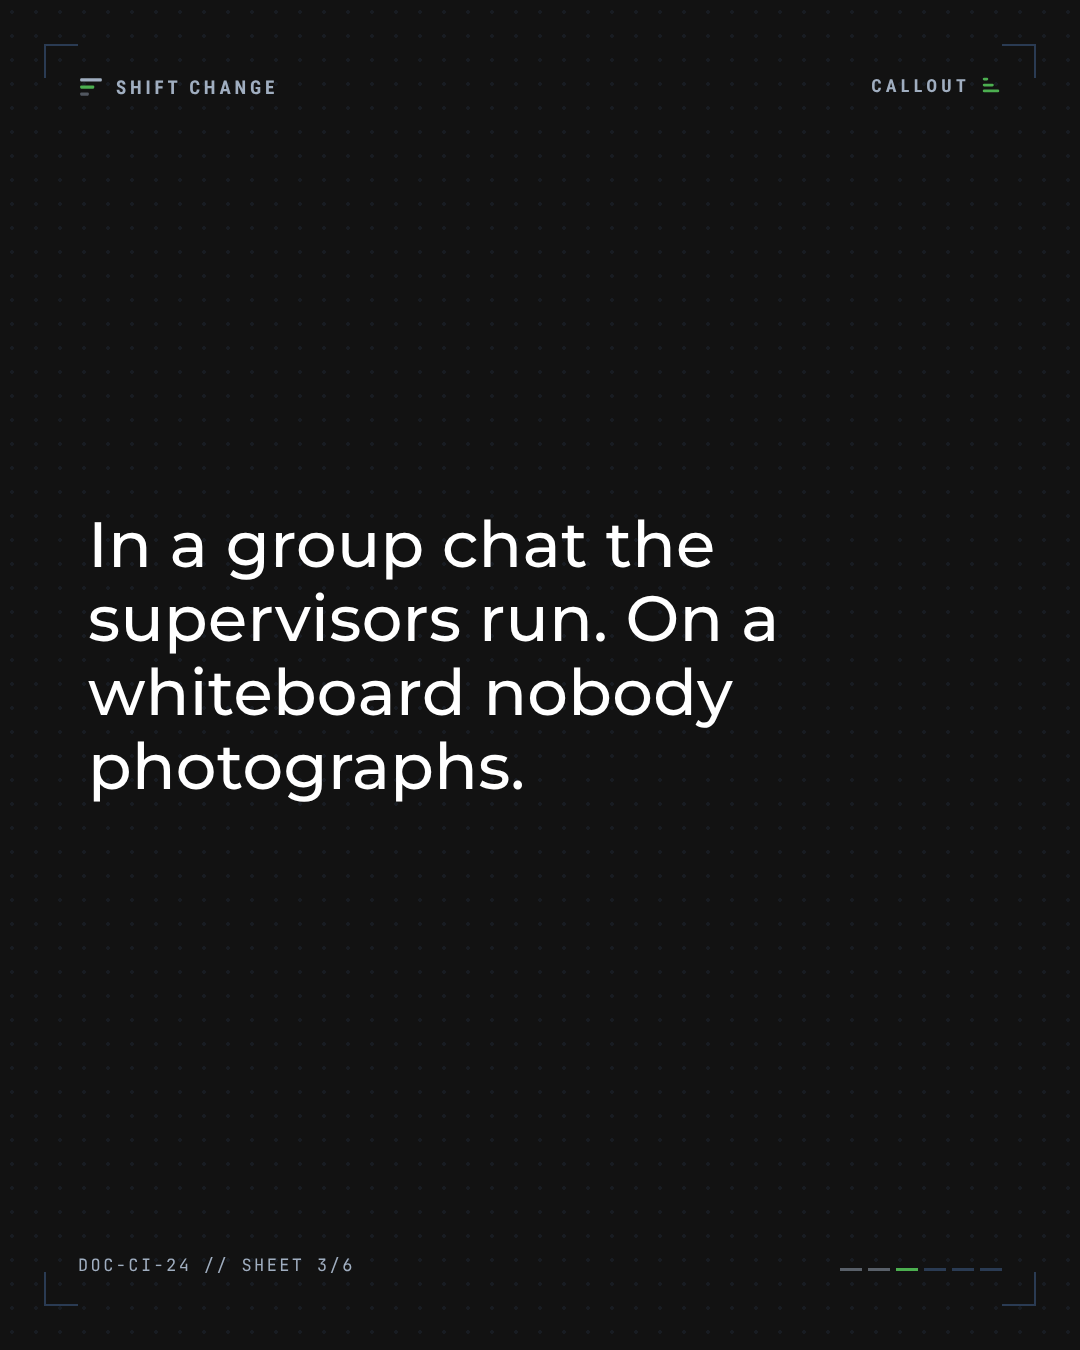 SHIFT CHANGE
CALLOUT
In a group chat the
supervisors run. On a
whiteboard nobody
photographs.
DOC-CI-24 // SHEET 3/6